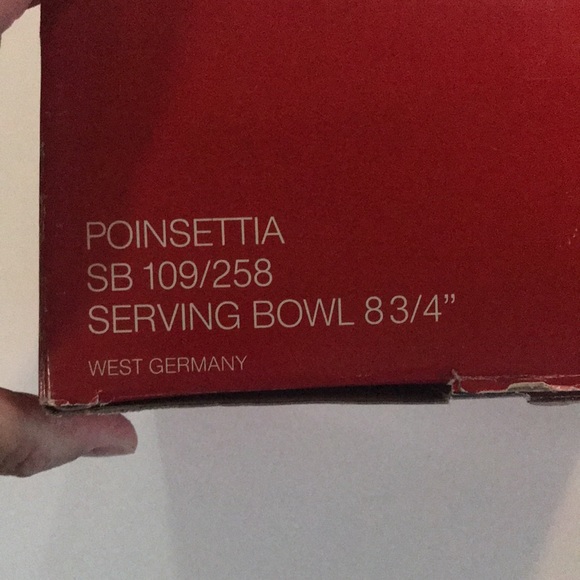 POINSETTIA
SB 109/258
SERVING BOWL 8 3/4”
WEST GERMANY